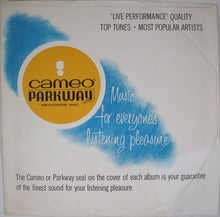 'LIVE PERFORMANCE' QUALITY
TOP TUNES • MOST POPULAR ARTISTS
CAMEO
PARKWAY
RECORDS INC
Music
for everyone's
listening pleasure
The Cameo or Parkway seal on the cover of each album is your guarantee
of the finest sound for your listening pleasure.